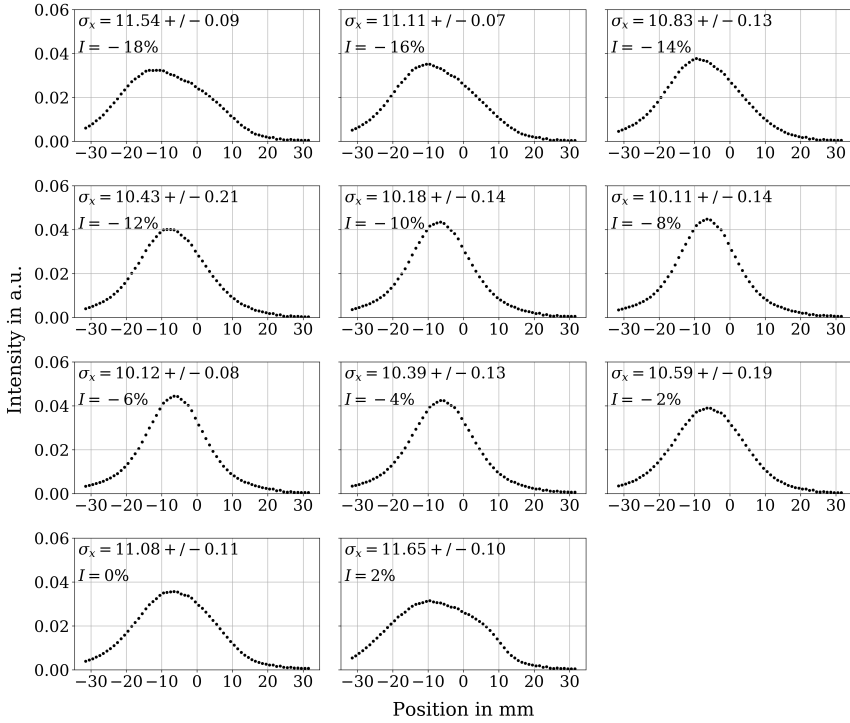 σx = 11.54 + / − 0.09
I = − 18%
σx = 11.11 + / − 0.07
I = − 16%
σx = 10.83 + / − 0.13
I = − 14%
0.06
0.04
0.02
0.00
−30 −20 −10 0 10 20 30
−30 −20 −10 0 10 20 30
−30 −20 −10 0 10 20 30
σx = 10.43 + / − 0.21
I = − 12%
σx = 10.18 + / − 0.14
I = − 10%
σx = 10.11 + / − 0.14
I = − 8%
0.06
0.04
0.02
0.00
−30 −20 −10 0 10 20 30
−30 −20 −10 0 10 20 30
−30 −20 −10 0 10 20 30
Intensity in a.u.
σx = 10.12 + / − 0.08
I = − 6%
σx = 10.39 + / − 0.13
I = − 4%
σx = 10.59 + / − 0.19
I = − 2%
0.06
0.04
0.02
0.00
−30 −20 −10 0 10 20 30
−30 −20 −10 0 10 20 30
−30 −20 −10 0 10 20 30
σx = 11.08 + / − 0.11
I = 0%
σx = 11.65 + / − 0.10
I = 2%
0.06
0.04
0.02
0.00
−30 −20 −10 0 10 20 30
−30 −20 −10 0 10 20 30
Position in mm